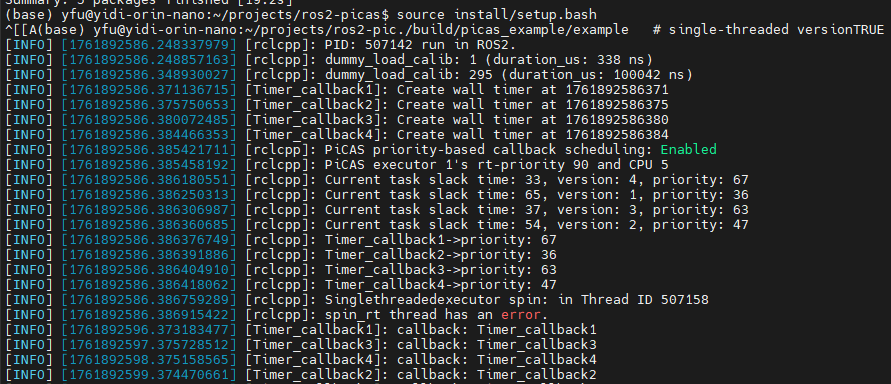 Summary: 5 packages finished [19.2s]
(base) yfu@yidi-orin-nano:~/projects/ros2-picas$ source install/setup.bash
^[[A(base) yfu@yidi-orin-nano:~/projects/ros2-pic./build/picas_example/example   # single-threaded versionTRUE
[INFO] [1761892586.248337979] [rclcpp]: PID: 507142 run in ROS2.
[INFO] [1761892586.248857163] [rclcpp]: dummy_load_calib: 1 (duration_us: 338 ns)
[INFO] [1761892586.348930027] [rclcpp]: dummy_load_calib: 295 (duration_us: 100042 ns)
[INFO] [1761892586.371136715] [Timer_callback1]: Create wall timer at 1761892586371
[INFO] [1761892586.375750653] [Timer_callback2]: Create wall timer at 1761892586375
[INFO] [1761892586.380072485] [Timer_callback3]: Create wall timer at 1761892586380
[INFO] [1761892586.384466353] [Timer_callback4]: Create wall timer at 1761892586384
[INFO] [1761892586.385421711] [rclcpp]: PiCAS priority-based callback scheduling: Enabled
[INFO] [1761892586.385458192] [rclcpp]: PiCAS executor 1's rt-priority 90 and CPU 5
[INFO] [1761892586.386180551] [rclcpp]: Current task slack time: 33, version: 4, priority: 67
[INFO] [1761892586.386250313] [rclcpp]: Current task slack time: 65, version: 1, priority: 36
[INFO] [1761892586.386306987] [rclcpp]: Current task slack time: 37, version: 3, priority: 63
[INFO] [1761892586.386360685] [rclcpp]: Current task slack time: 54, version: 2, priority: 47
[INFO] [1761892586.386376749] [rclcpp]: Timer_callback1->priority: 67
[INFO] [1761892586.386391886] [rclcpp]: Timer_callback2->priority: 36
[INFO] [1761892586.386404910] [rclcpp]: Timer_callback3->priority: 63
[INFO] [1761892586.386418062] [rclcpp]: Timer_callback4->priority: 47
[INFO] [1761892586.386759289] [rclcpp]: Singlethreadedexecutor spin: in Thread ID 507158
[INFO] [1761892586.386915422] [rclcpp]: spin_rt thread has an error.
[INFO] [1761892596.373183477] [Timer_callback1]: callback: Timer_callback1
[INFO] [1761892597.375728512] [Timer_callback3]: callback: Timer_callback3
[INFO] [1761892598.375158565] [Timer_callback4]: callback: Timer_callback4
[INFO] [1761892599.374470661] [Timer_callback2]: callback: Timer_callback2